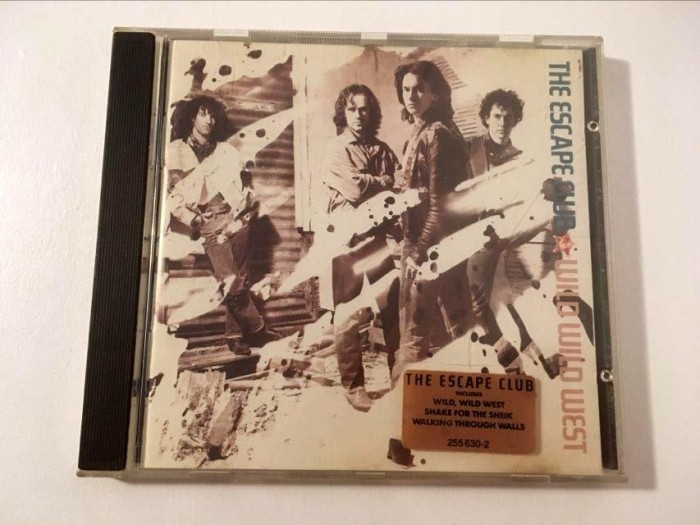 THE ESCAPE CLUB
WILD WILD WEST
THE ESCAPE CLUB
INCLUDES
WILD, WILD WEST
SHAKE FOR THE SHEIK
WALKING THROUGH WALLS
255 630-2